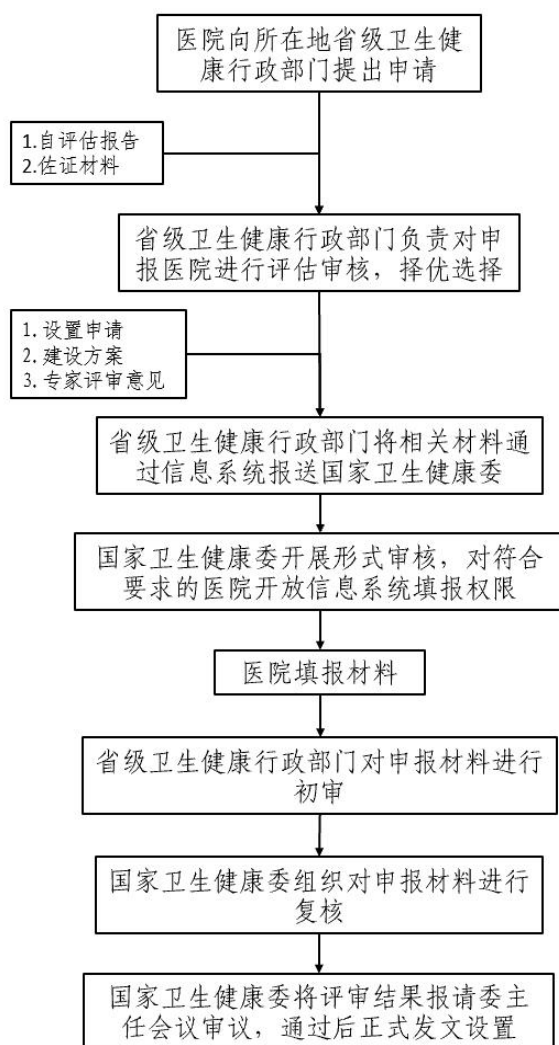 医院向所在地省级卫生健
康行政部门提出申请
1.自评估报告
2.佐证材料
省级卫生健康行政部门负责对申
报医院进行评估审核，择优选择
1. 设置申请
2. 建设方案
3. 专家评审意见
省级卫生健康行政部门将相关材料通
过信息系统报送国家卫生健康委
国家卫生健康委开展形式审核，对符合
要求的医院开放信息系统填报权限
医院填报材料
省级卫生健康行政部门对申报材料进行
初审
国家卫生健康委组织对申报材料进行
复核
国家卫生健康委将评审结果报请委主
任会议审议，通过后正式发文设置